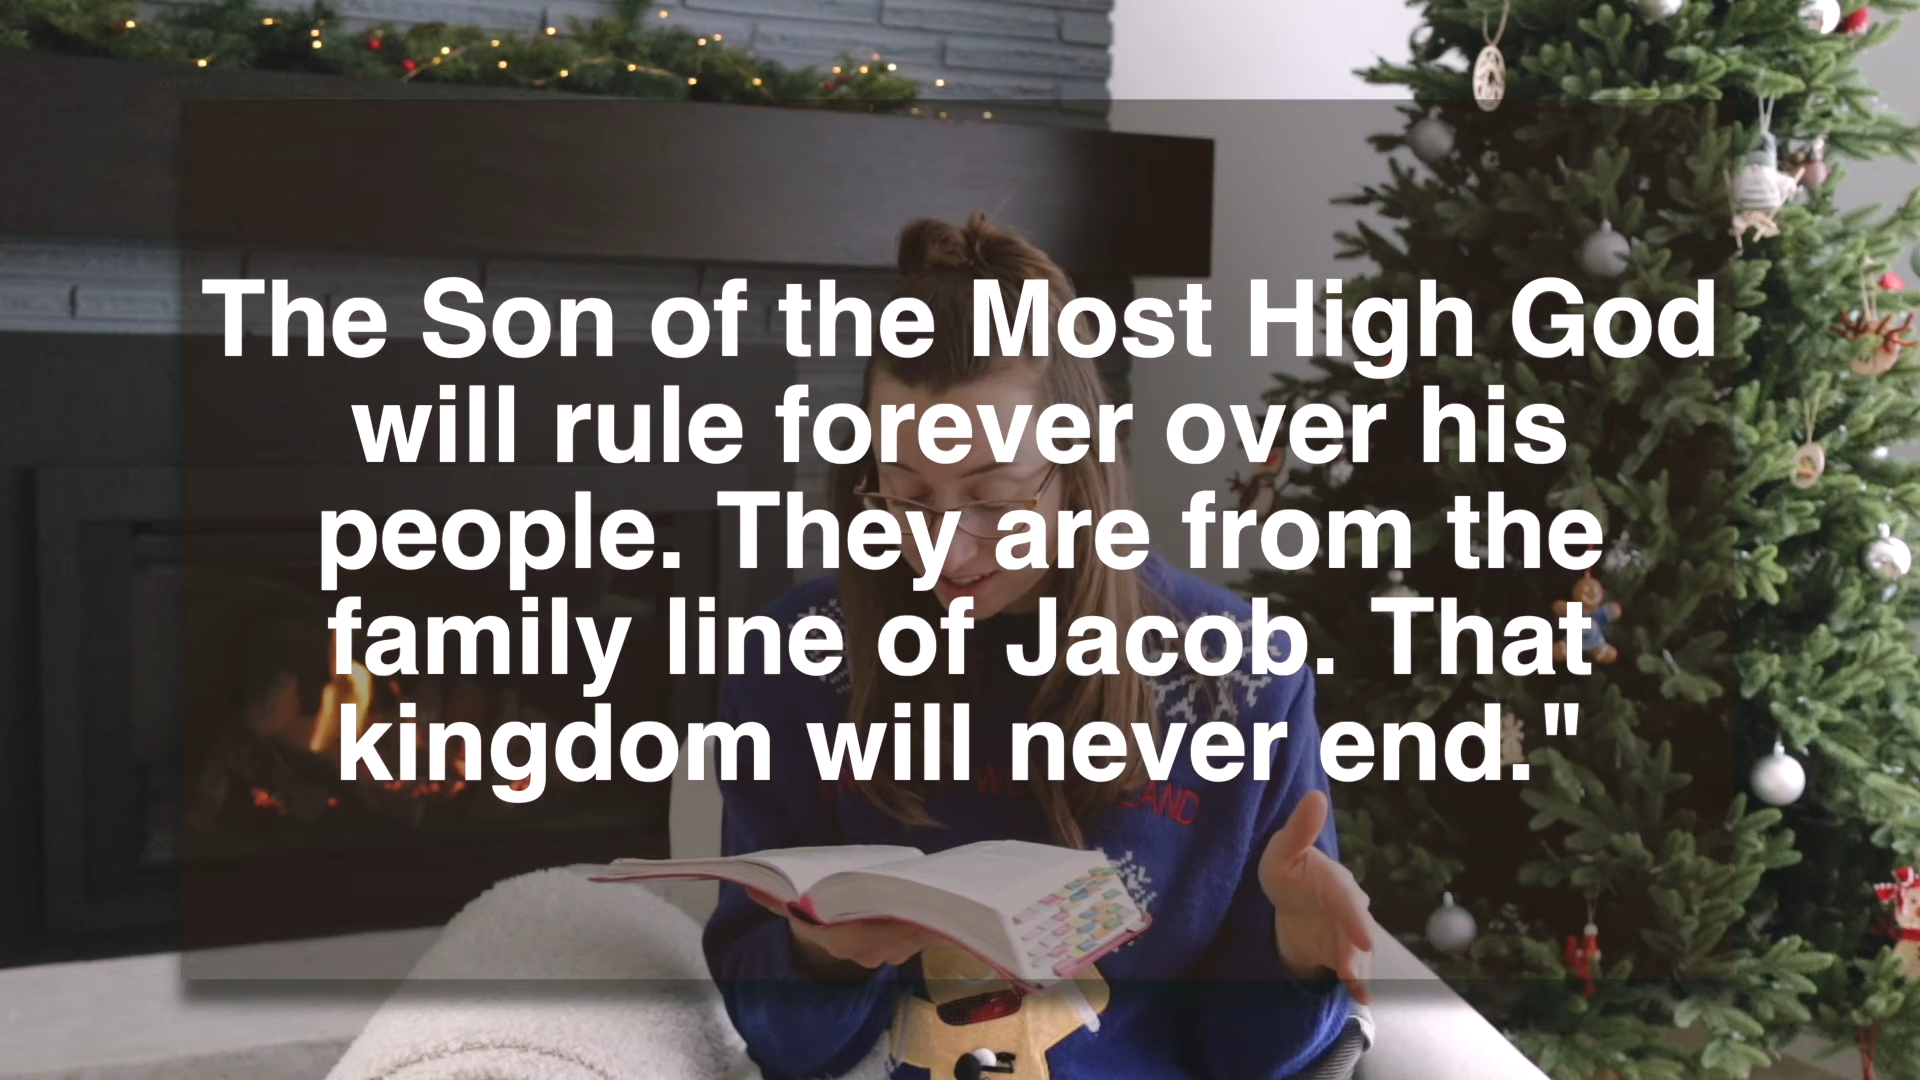 The Son of the Most High God
will rule forever over his
people. They are from the
family line of Jacob. That
kingdom will never end."
LAND